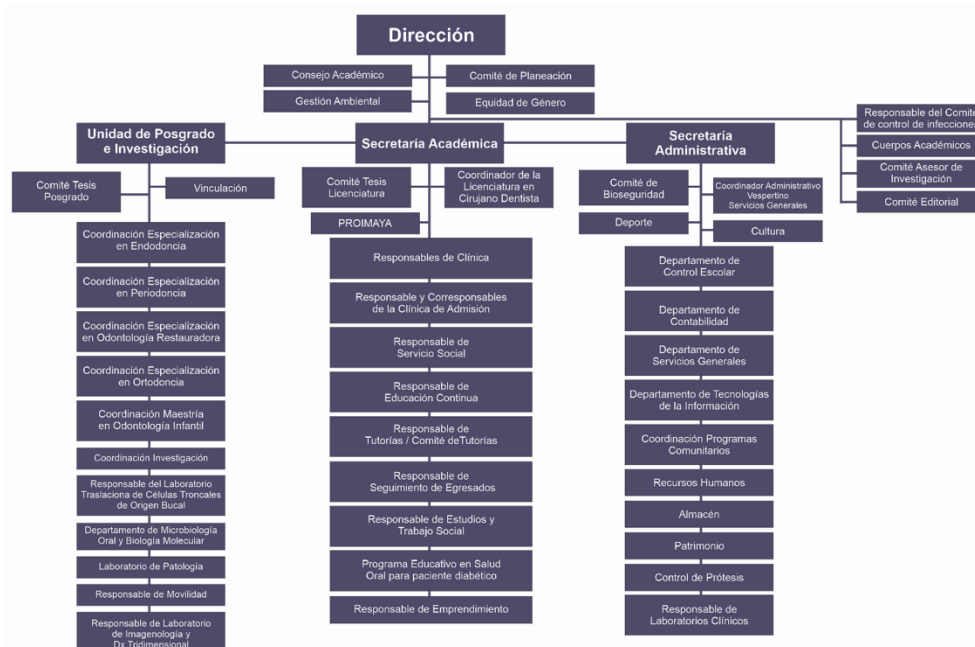 Dirección
Consejo Académico
Comité de Planeación
Gestión Ambiental
Equidad de Género
Responsable del Comité
de control de infecciones
Cuerpos Académicos
Comité Asesor de
Investigación
Comité Editorial
Unidad de Posgrado
e Investigación
Secretaría Académica
Secretaría
Administrativa
Comité Tesis
Posgrado
Vinculación
Coordinación Especialización
en Endodoncia
Coordinación Especialización
en Periodoncia
Coordinación Especialización
en Odontología Restauradora
Coordinación Especialización
en Ortodoncia
Coordinación Maestría
en Odontología Infantil
Coordinación Investigación
Responsable del Laboratorio
Traslaciona de Células Troncales
de Origen Bucal
Departamento de Microbiología
Oral y Biología Molecular
Laboratorio de Patología
Responsable de Movilidad
Responsable de Laboratorio
de Imagenología y
Dx Tridimensional
Comité Tesis
Licenciatura
Coordinador de la
Licenciatura en
Cirujano Dentista
PROIMAYA
Responsables de Clínica
Responsable y Corresponsables
de la Clínica de Admisión
Responsable de
Servicio Social
Responsable de
Educación Continua
Responsable de
Tutorías / Comité deTutorías
Responsable de
Seguimiento de Egresados
Responsable de Estudios y
Trabajo Social
Programa Educativo en Salud
Oral para paciente diabético
Responsable de Emprendimiento
Comité de
Bioseguridad
Coordinador Administrativo
Vespertino
Servicios Generales
Deporte
Cultura
Departamento de
Control Escolar
Departamento de
Contabilidad
Departamento de
Servicios Generales
Departamento de Tecnologías
de la Información
Coordinación Programas
Comunitarios
Recursos Humanos
Almacén
Patrimonio
Control de Prótesis
Responsable de
Laboratorios Clínicos